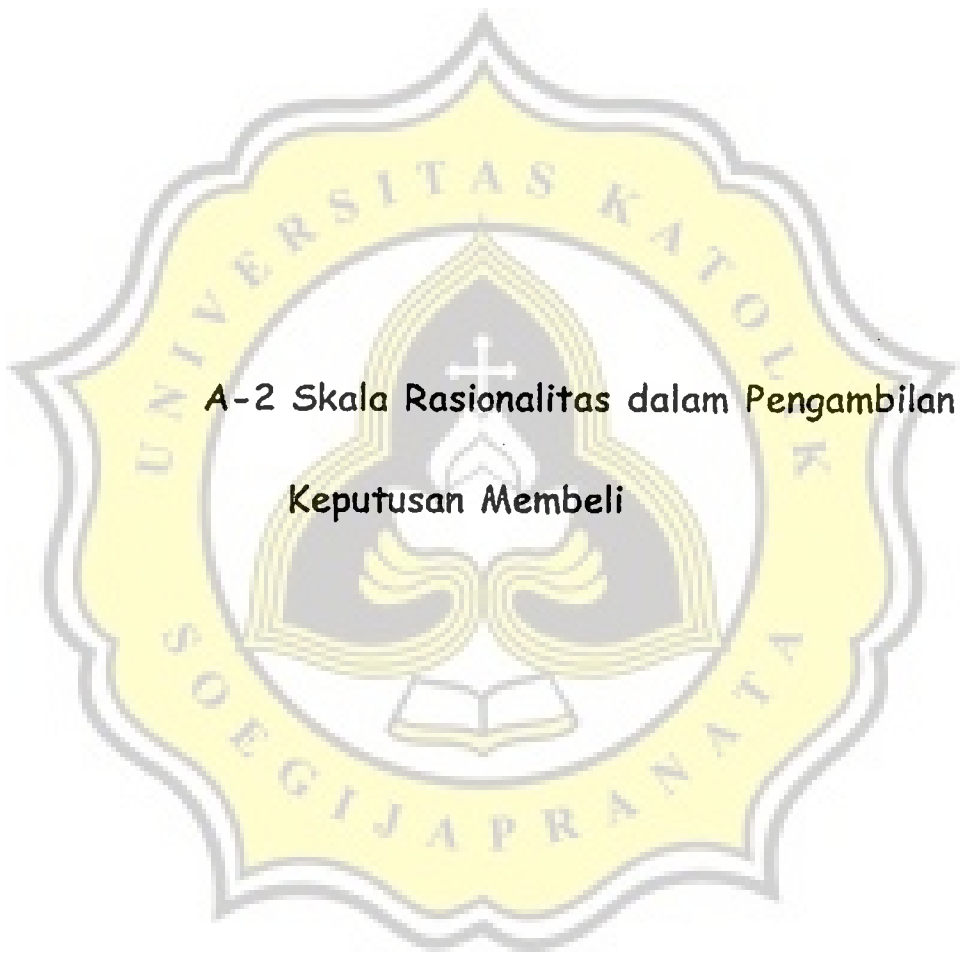 UNIVERSITAS KATOLIK
A-2 Skala Rasionalitas dalam Pengambilan
Keputusan Membeli
SOEGIJAPRANATA